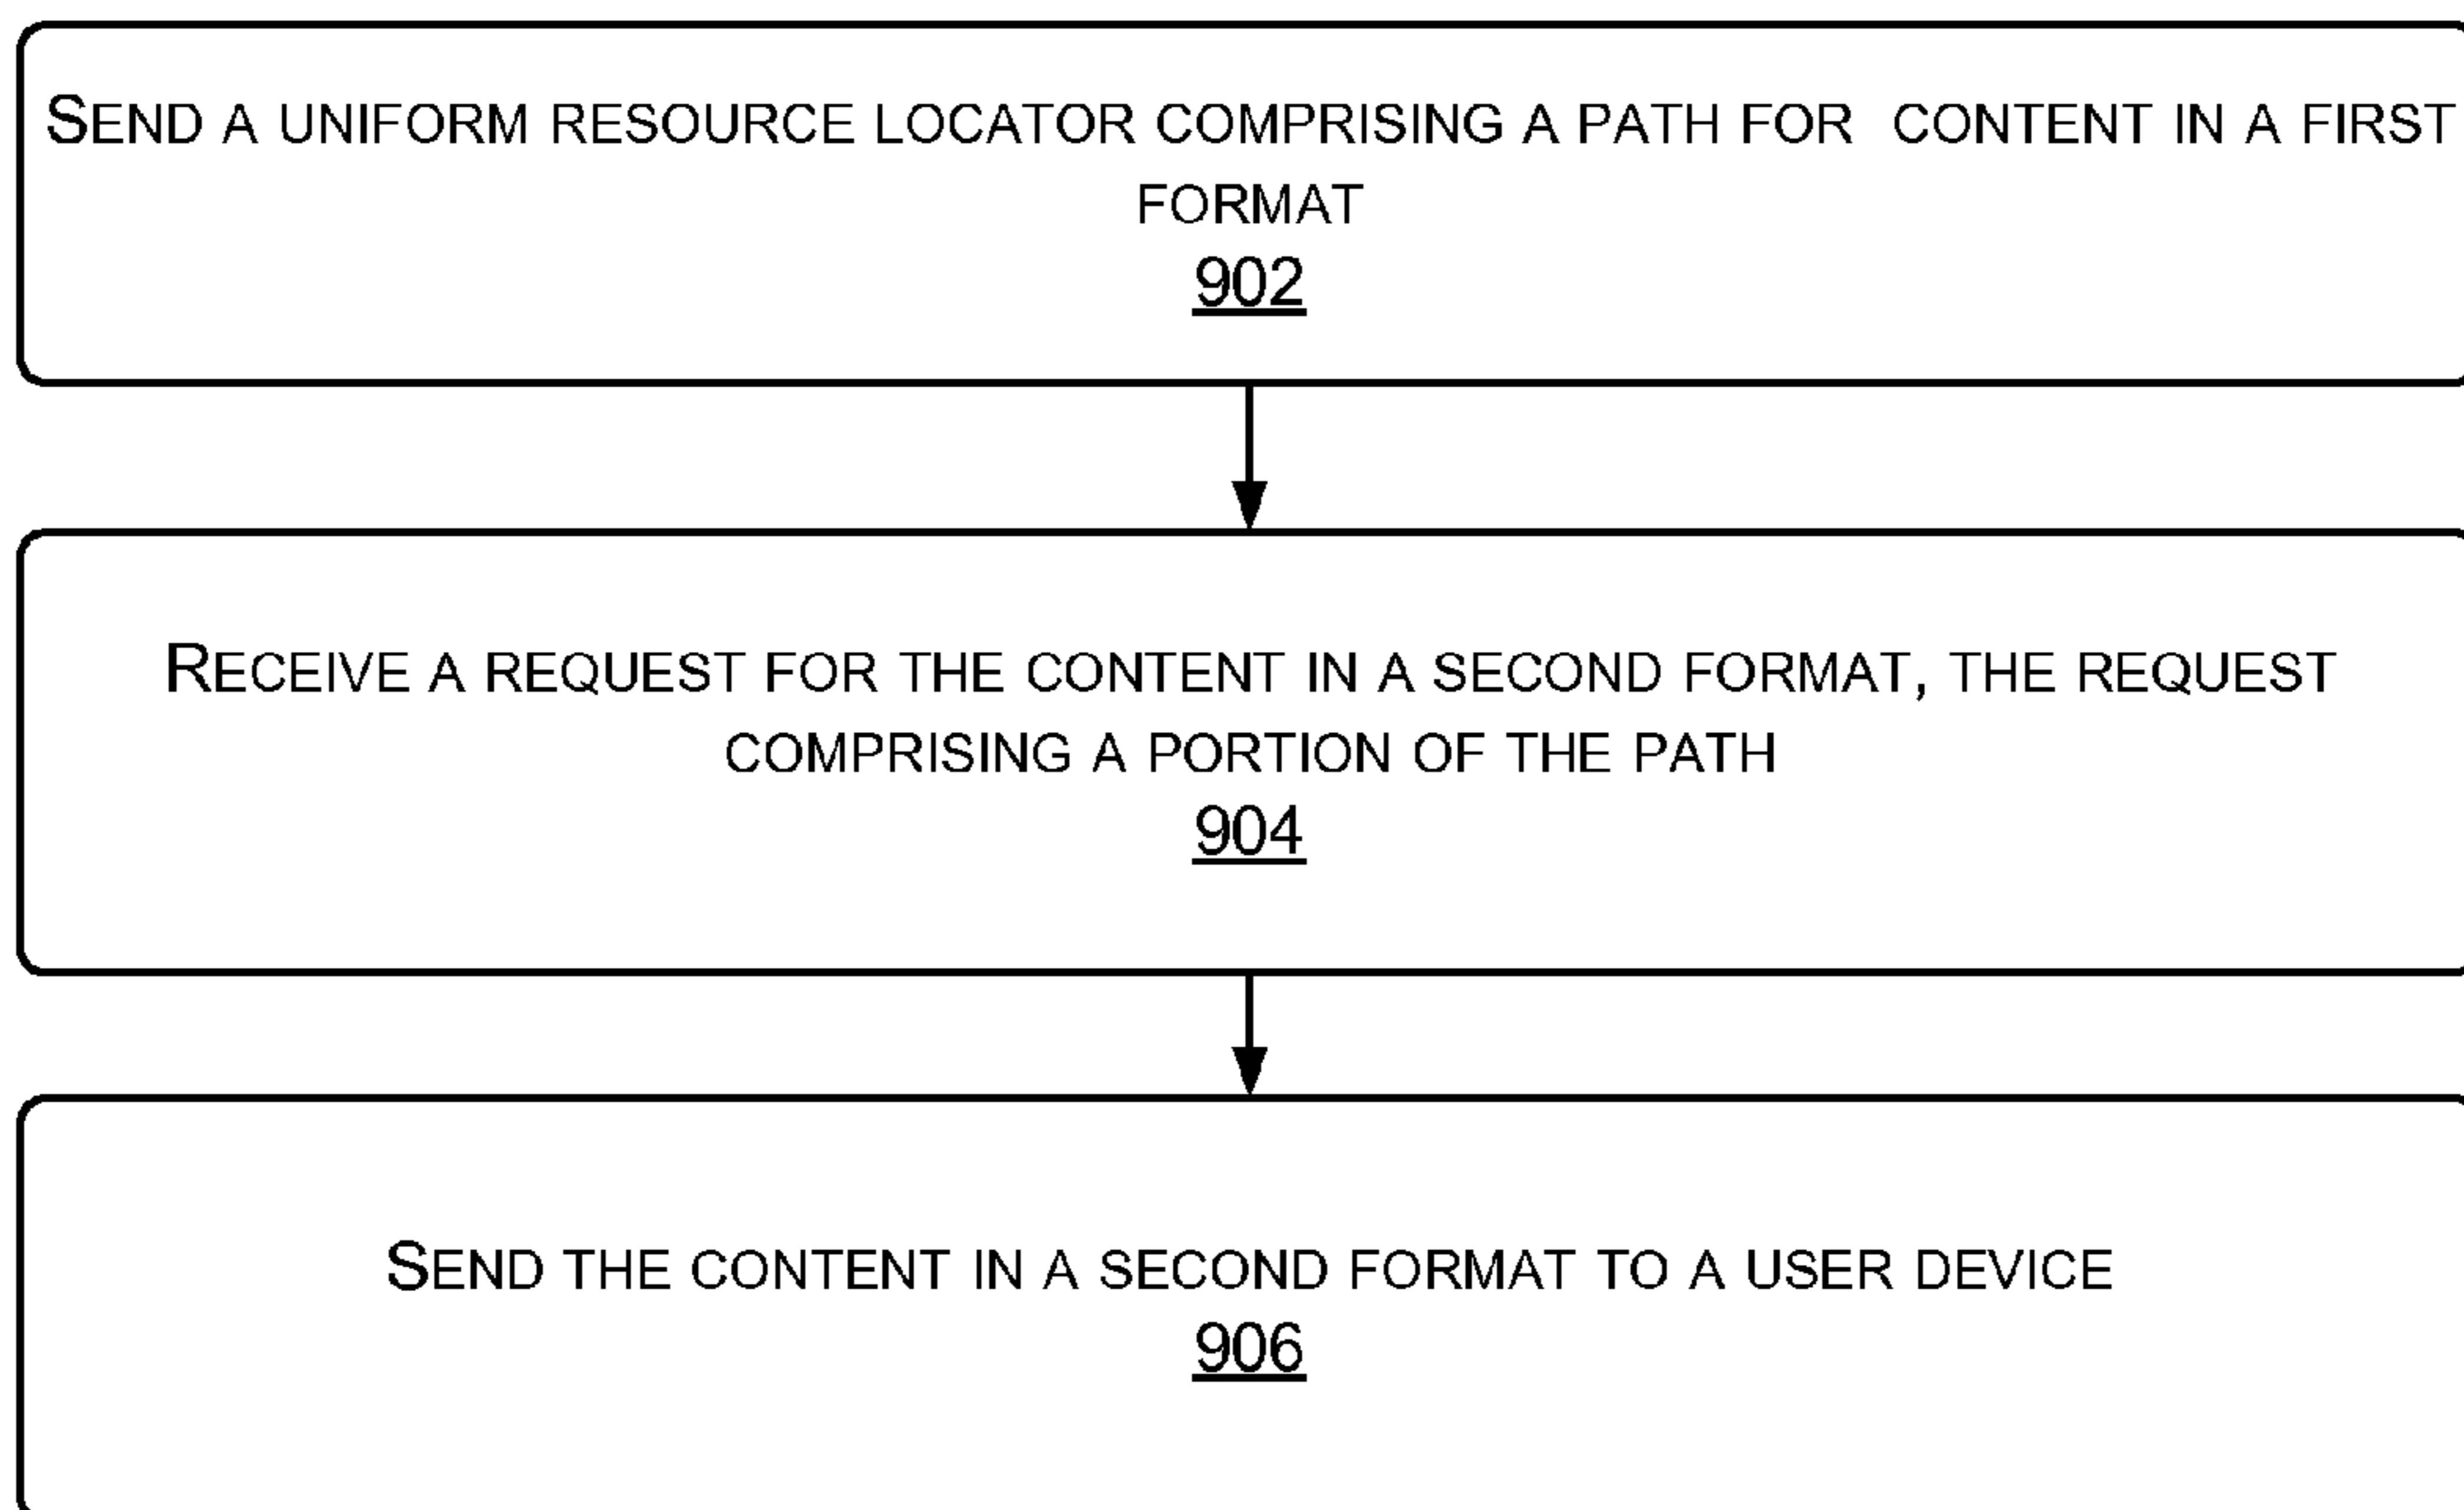 SEND A UNIFORM RESOURCE LOCATOR COMPRISING A PATH FOR CONTENT IN A FIRST
FORMAT
902
RECEIVE A REQUEST FOR THE CONTENT IN A SECOND FORMAT, THE REQUEST
COMPRISING A PORTION OF THE PATH
904
SEND THE CONTENT IN A SECOND FORMAT TO A USER DEVICE
906